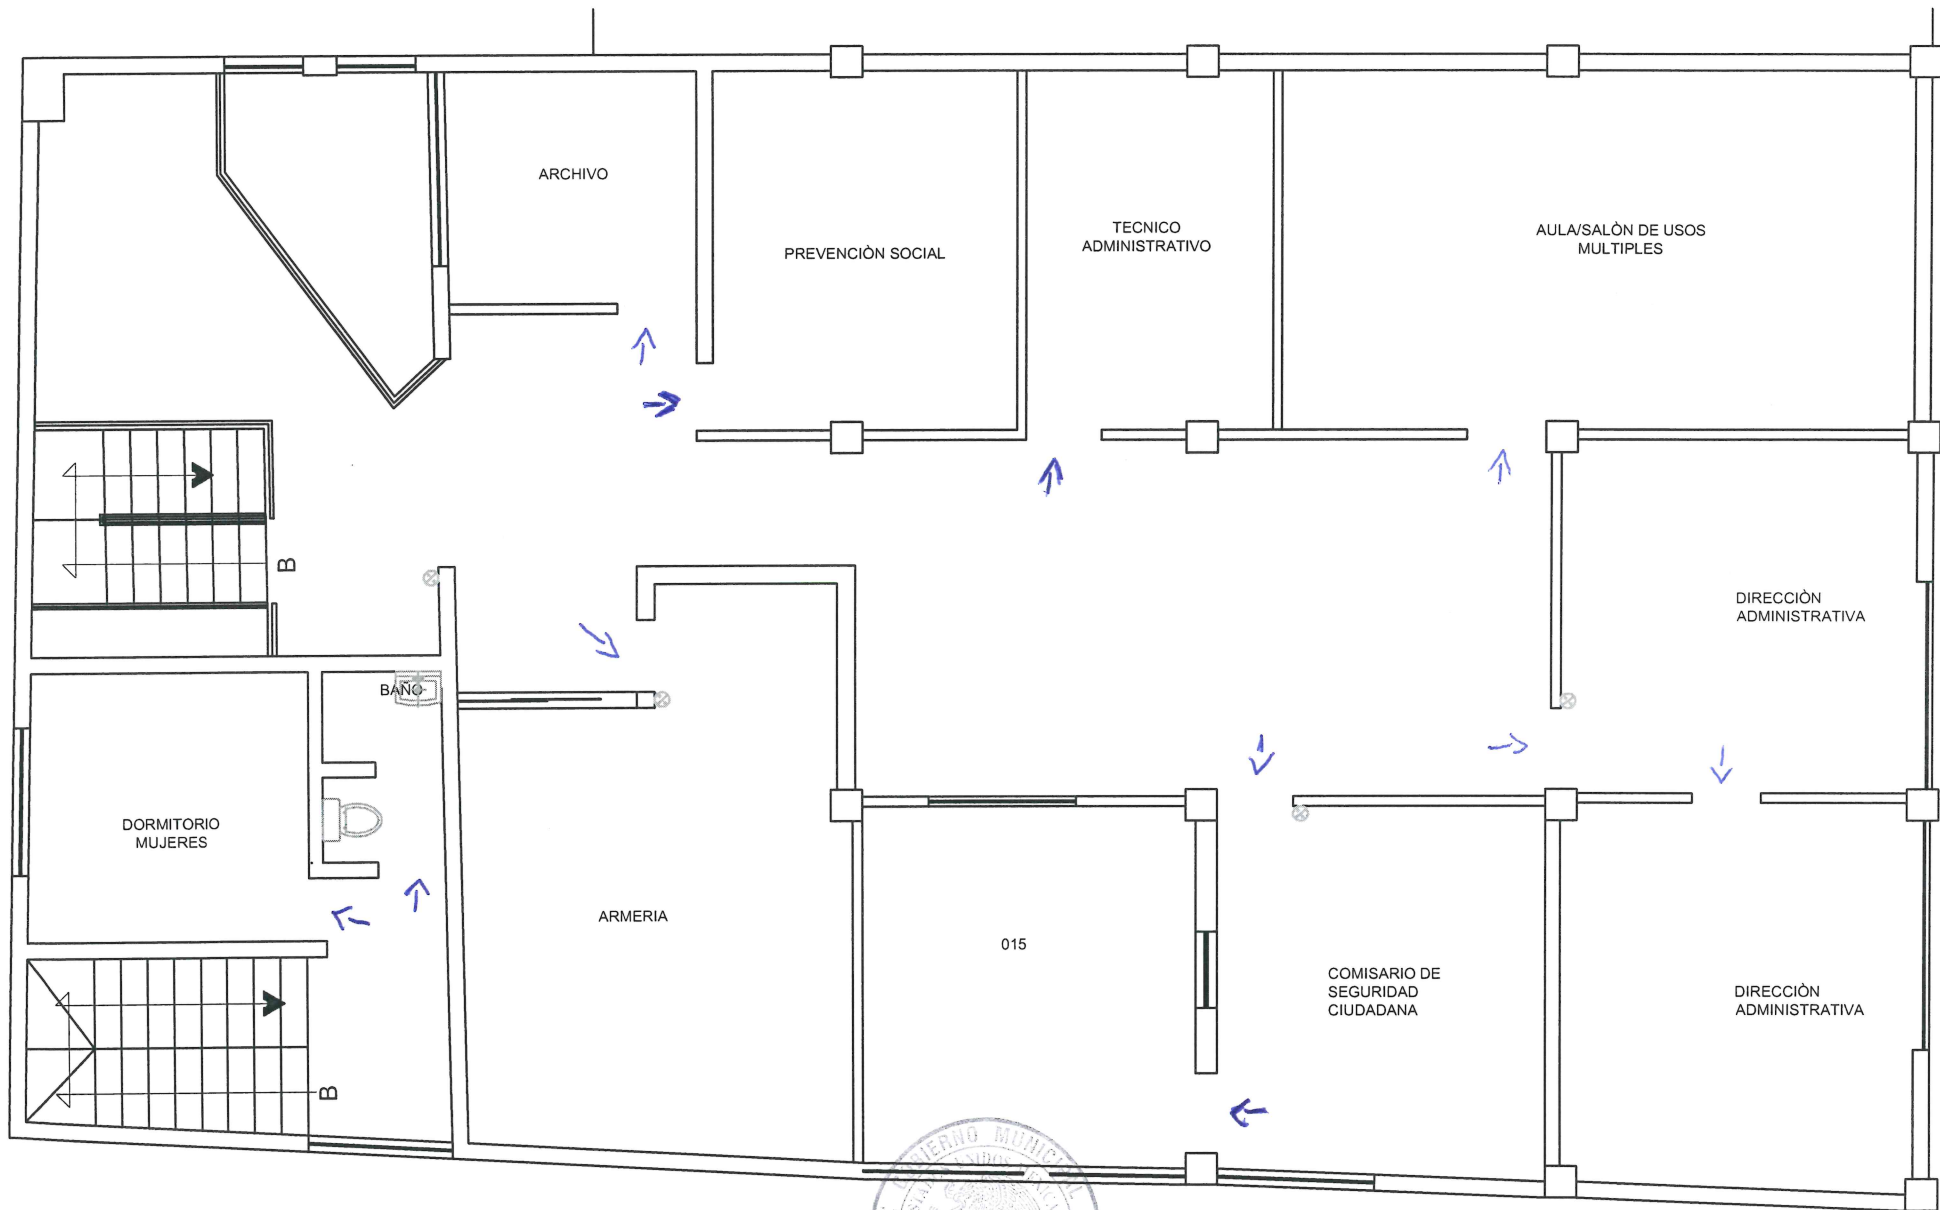 ARCHIVO
PREVENCIÒN SOCIAL
TECNICO
ADMINISTRATIVO
AULA/SALÒN DE USOS
MULTIPLES
B
DIRECCIÒN
ADMINISTRATIVA
BAÑO
DORMITORIO
MUJERES
ARMERIA
015
COMISARIO DE
SEGURIDAD
CIUDADANA
DIRECCIÒN
ADMINISTRATIVA
B
GOBIERNO MUNICIPAL